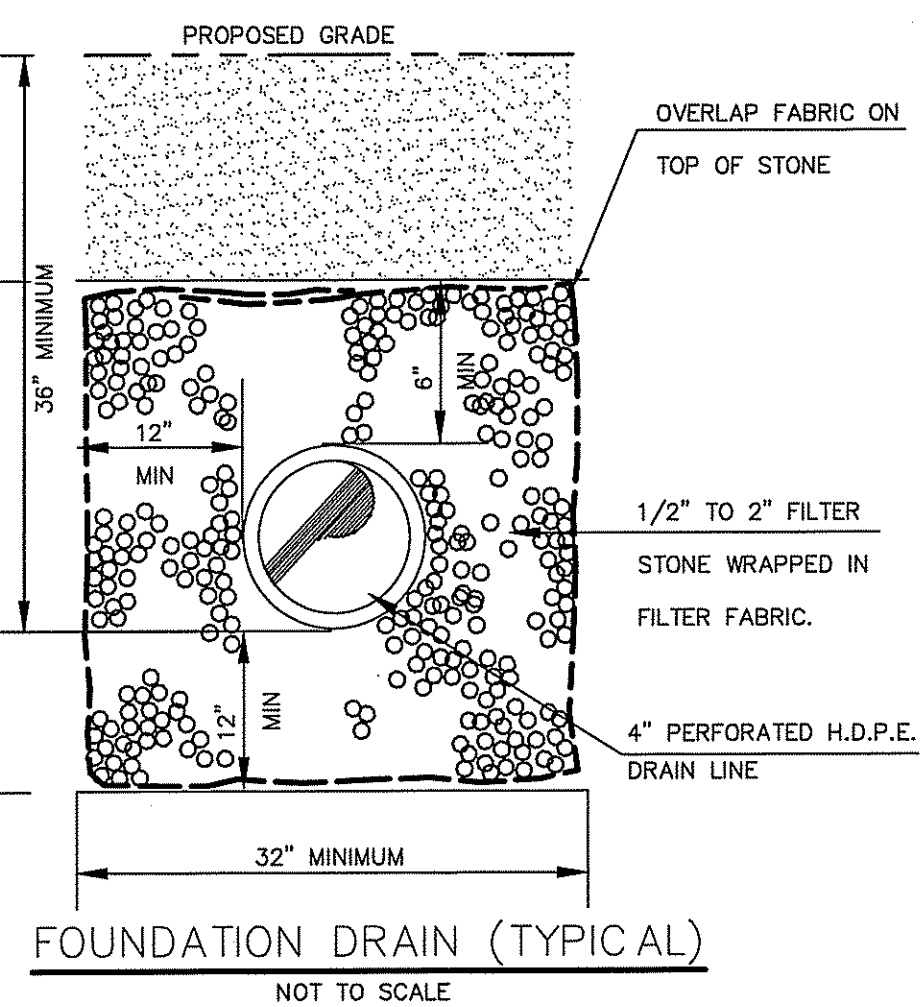 PROPOSED GRADE
OVERLAP FABRIC ON
TOP OF STONE
36" MINIMUM
6"
MIN
12"
MIN
1/2" TO 2" FILTER
STONE WRAPPED IN
FILTER FABRIC.
12"
MIN
4" PERFORATED H.D.P.E.
DRAIN LINE
32" MINIMUM
FOUNDATION DRAIN (TYPICAL)
NOT TO SCALE